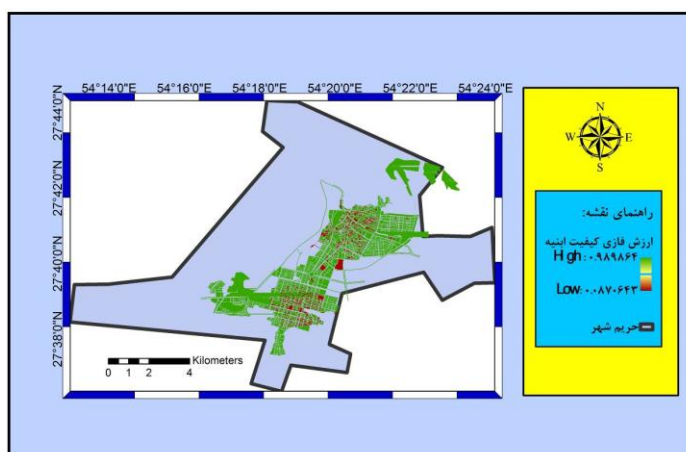 54°14'0"E 54°16'0"E 54°18'0"E 54°20'0"E 54°22'0"E 54°24'0"E
27°44'0"N
27°42'0"N
27°40'0"N
27°38'0"N
Kilometers
0 1 2 4
N
W E
S
راهنمای نقشه:
ارزش فازی کیفیت ابنیه
High:۰.۹۸۹۸۶۴
Low:۰.۰۸۷۰۶۴۳
حریم شهر